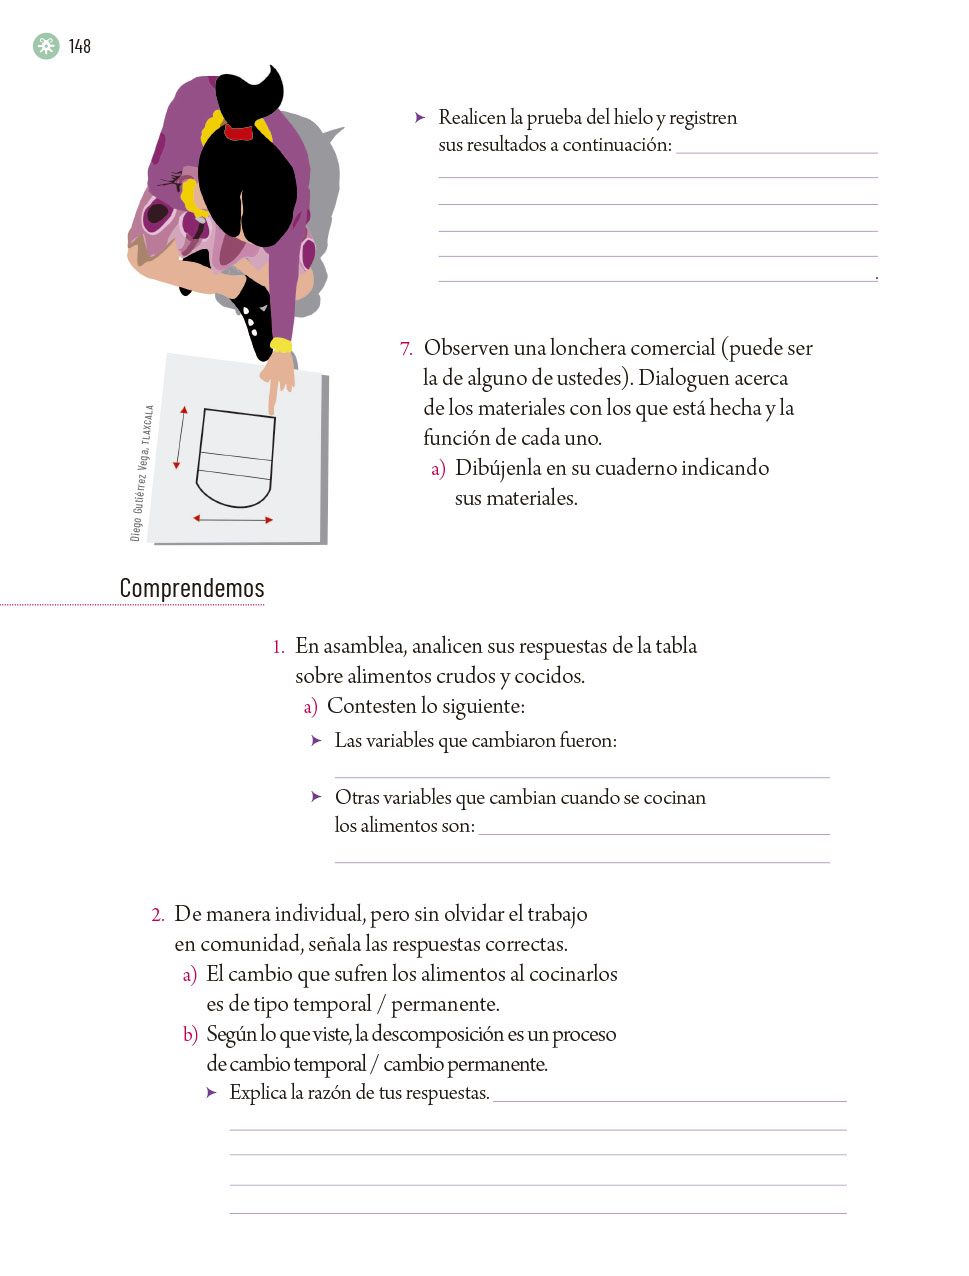 148
➤ Realicen la prueba del hielo y registren
sus resultados a continuación:
.
7. Observen una lonchera comercial (puede ser
la de alguno de ustedes). Dialoguen acerca
de los materiales con los que está hecha y la
función de cada uno.
a) Dibújenla en su cuaderno indicando
sus materiales.
Diego Gutiérrez Vega, TLAXCALA
Comprendemos
1. En asamblea, analicen sus respuestas de la tabla
sobre alimentos crudos y cocidos.
a) Contesten lo siguiente:
➤ Las variables que cambiaron fueron:
➤ Otras variables que cambian cuando se cocinan
los alimentos son:
2. De manera individual, pero sin olvidar el trabajo
en comunidad, señala las respuestas correctas.
a) El cambio que sufren los alimentos al cocinarlos
es de tipo temporal / permanente.
b) Según lo que viste, la descomposición es un proceso
de cambio temporal / cambio permanente.
➤ Explica la razón de tus respuestas.